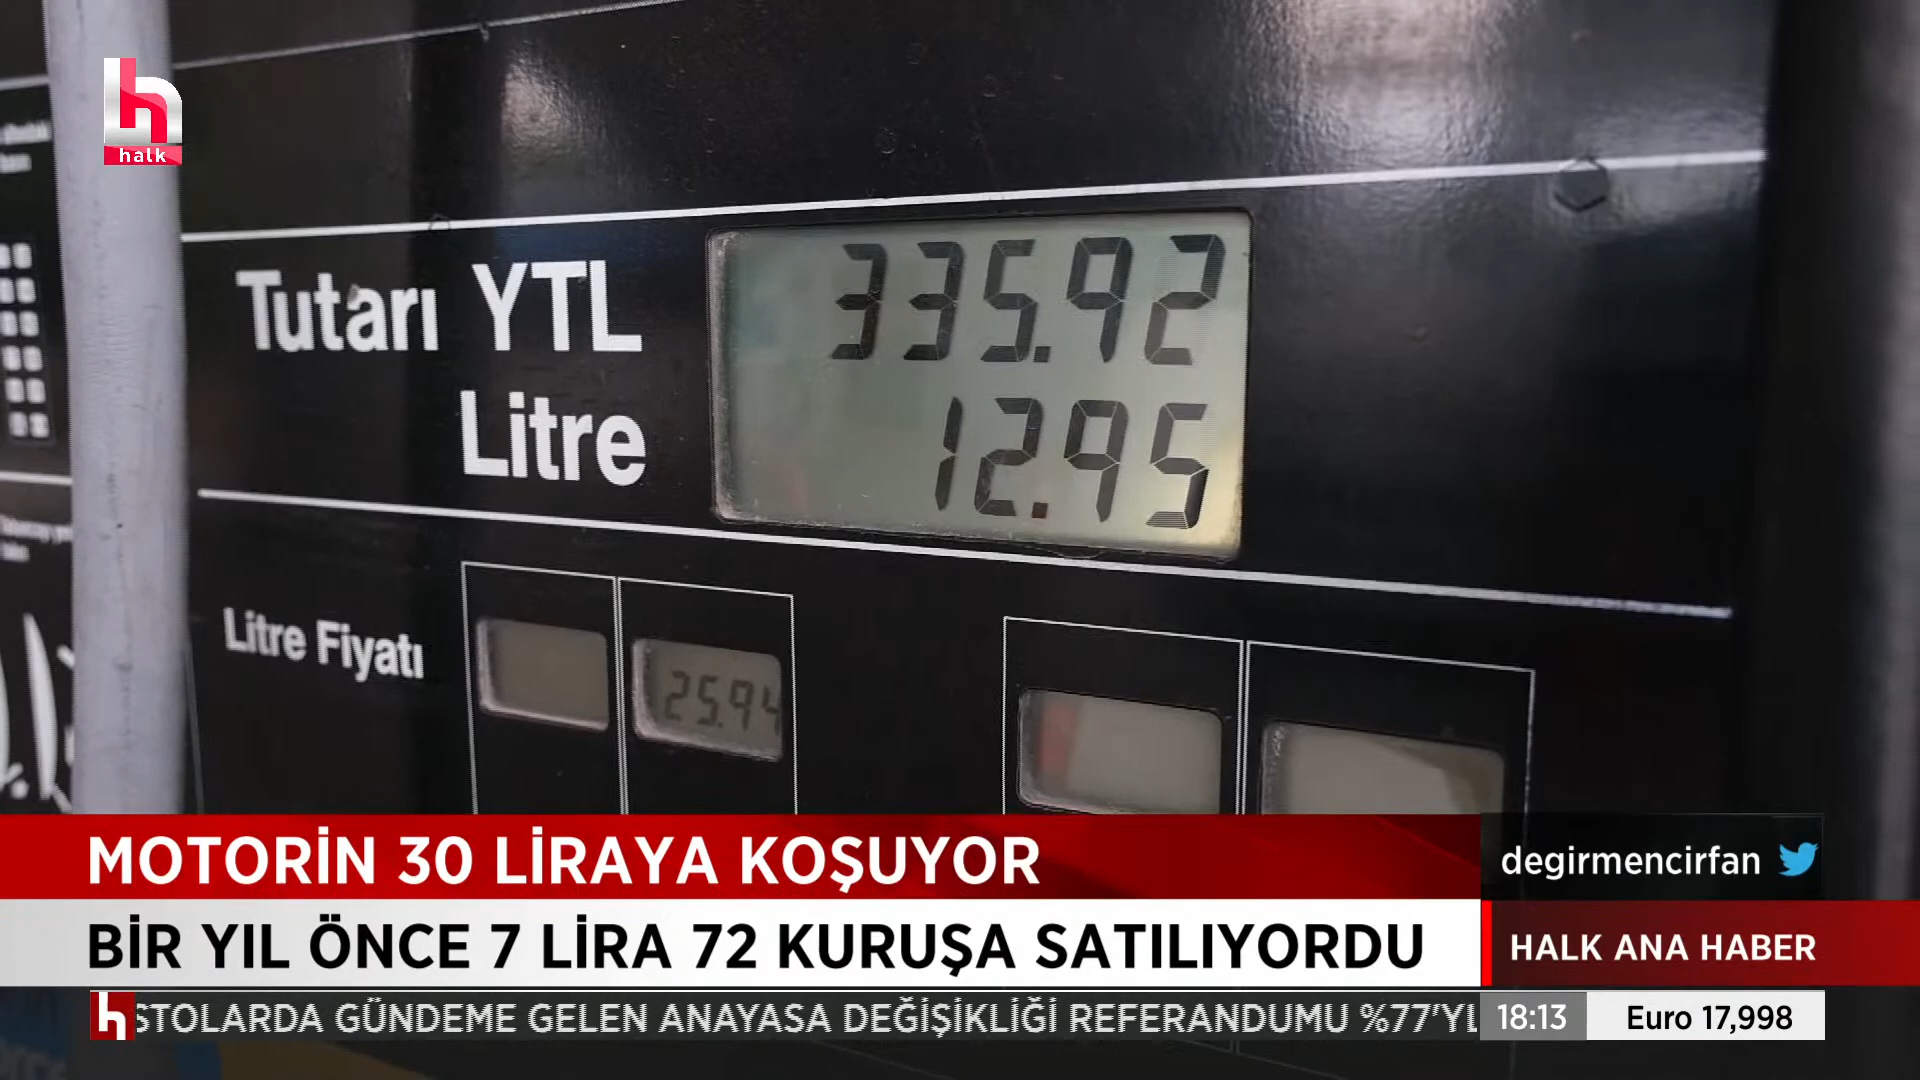 halk
Tutarı YTL 335.92
Litre 12.95
Litre Fiyatı 25.94
MOTORİN 30 LİRAYA KOŞUYOR
degirmencirfan
BİR YIL ÖNCE 7 LİRA 72 KURUŞA SATILIYORDU
HALK ANA HABER
STOLARDA GÜNDEME GELEN ANAYASA DEĞİŞİKLİĞİ REFERANDUMU %77'YL
18:13
Euro 17,998